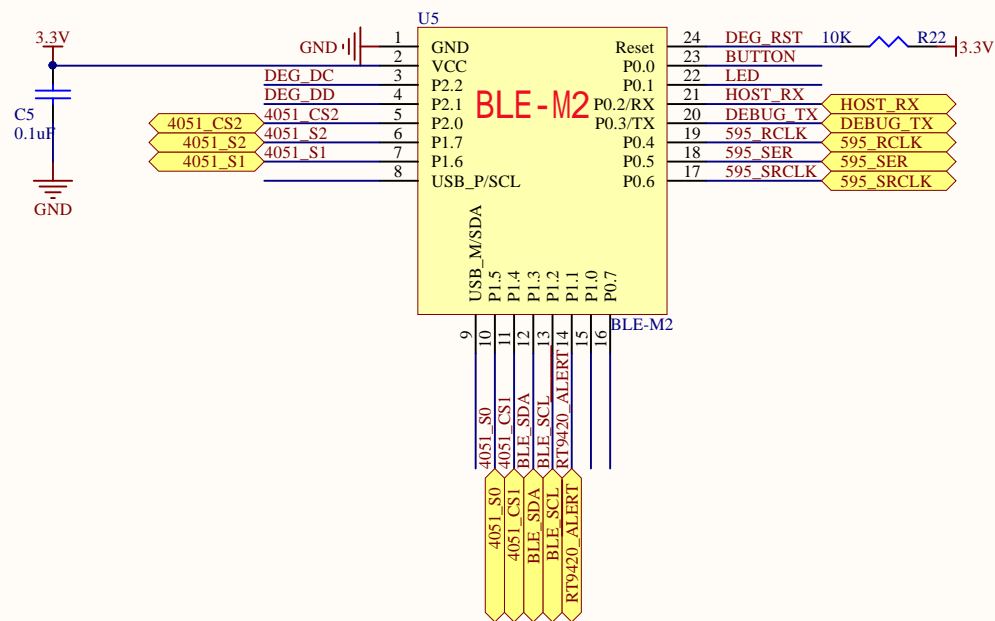 U5
3.3V
GND
1 GND
2 VCC
DEG_DC 3 P2.2
DEG_DD 4 P2.1
4051_CS2 4051_CS2 5 P2.0
4051_S2 4051_S2 6 P1.7
4051_S1 4051_S1 7 P1.6
8 USB_P/SCL
C5
0.1uF
GND
BLE-M2
Reset 24 DEG_RST 10K R22 3.3V
P0.0 23 BUTTON
P0.1 22 LED
P0.2/RX 21 HOST_RX HOST_RX
P0.3/TX 20 DEBUG_TX DEBUG_TX
P0.4 19 595_RCLK 595_RCLK
P0.5 18 595_SER 595_SER
P0.6 17 595_SRCLK 595_SRCLK
USB_M/SDA 9
P1.5 10 4051_S0 4051_S0
P1.4 11 4051_CS1 4051_CS1
P1.3 12 BLE_SDA BLE_SDA
P1.2 13 BLE_SCL BLE_SCL
P1.1 14 RT9420_ALERT RT9420_ALERT
P1.0 15
P0.7 16
BLE-M2